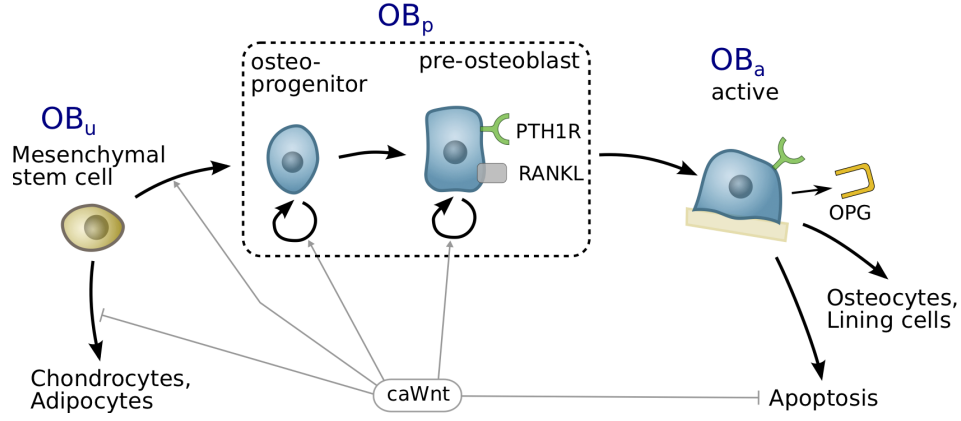 OBp
osteo-
progenitor
pre-osteoblast
OBa
active
OBu
Mesenchymal
stem cell
PTH1R
RANKL
OPG
Osteocytes,
Lining cells
Chondrocytes,
Adipocytes
caWnt
Apoptosis